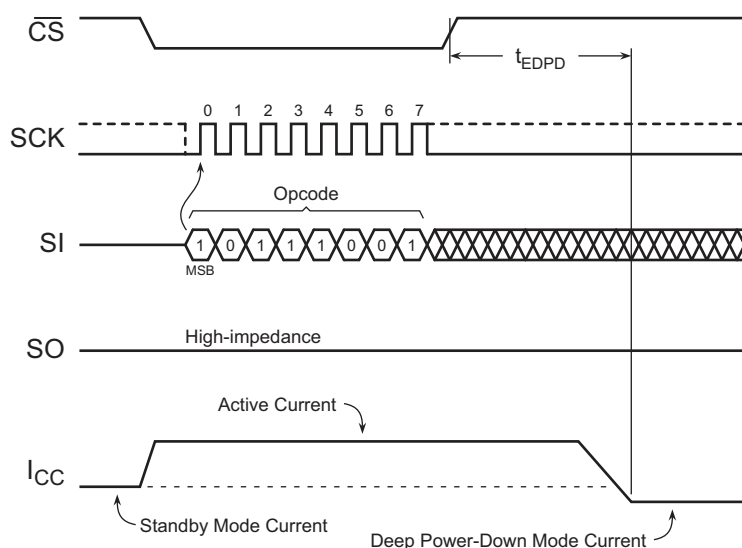 CS
tEDPD
SCK
0 1 2 3 4 5 6 7
Opcode
SI
1 0 1 1 1 0 0 1
MSB
SO
High-impedance
Active Current
ICC
Standby Mode Current
Deep Power-Down Mode Current